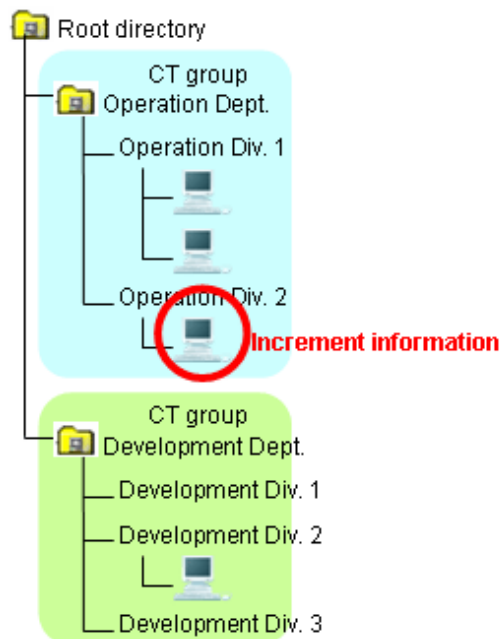 Root directory
CT group
Operation Dept.
Operation Div. 1
Operation Div. 2
Increment information
CT group
Development Dept.
Development Div. 1
Development Div. 2
Development Div. 3